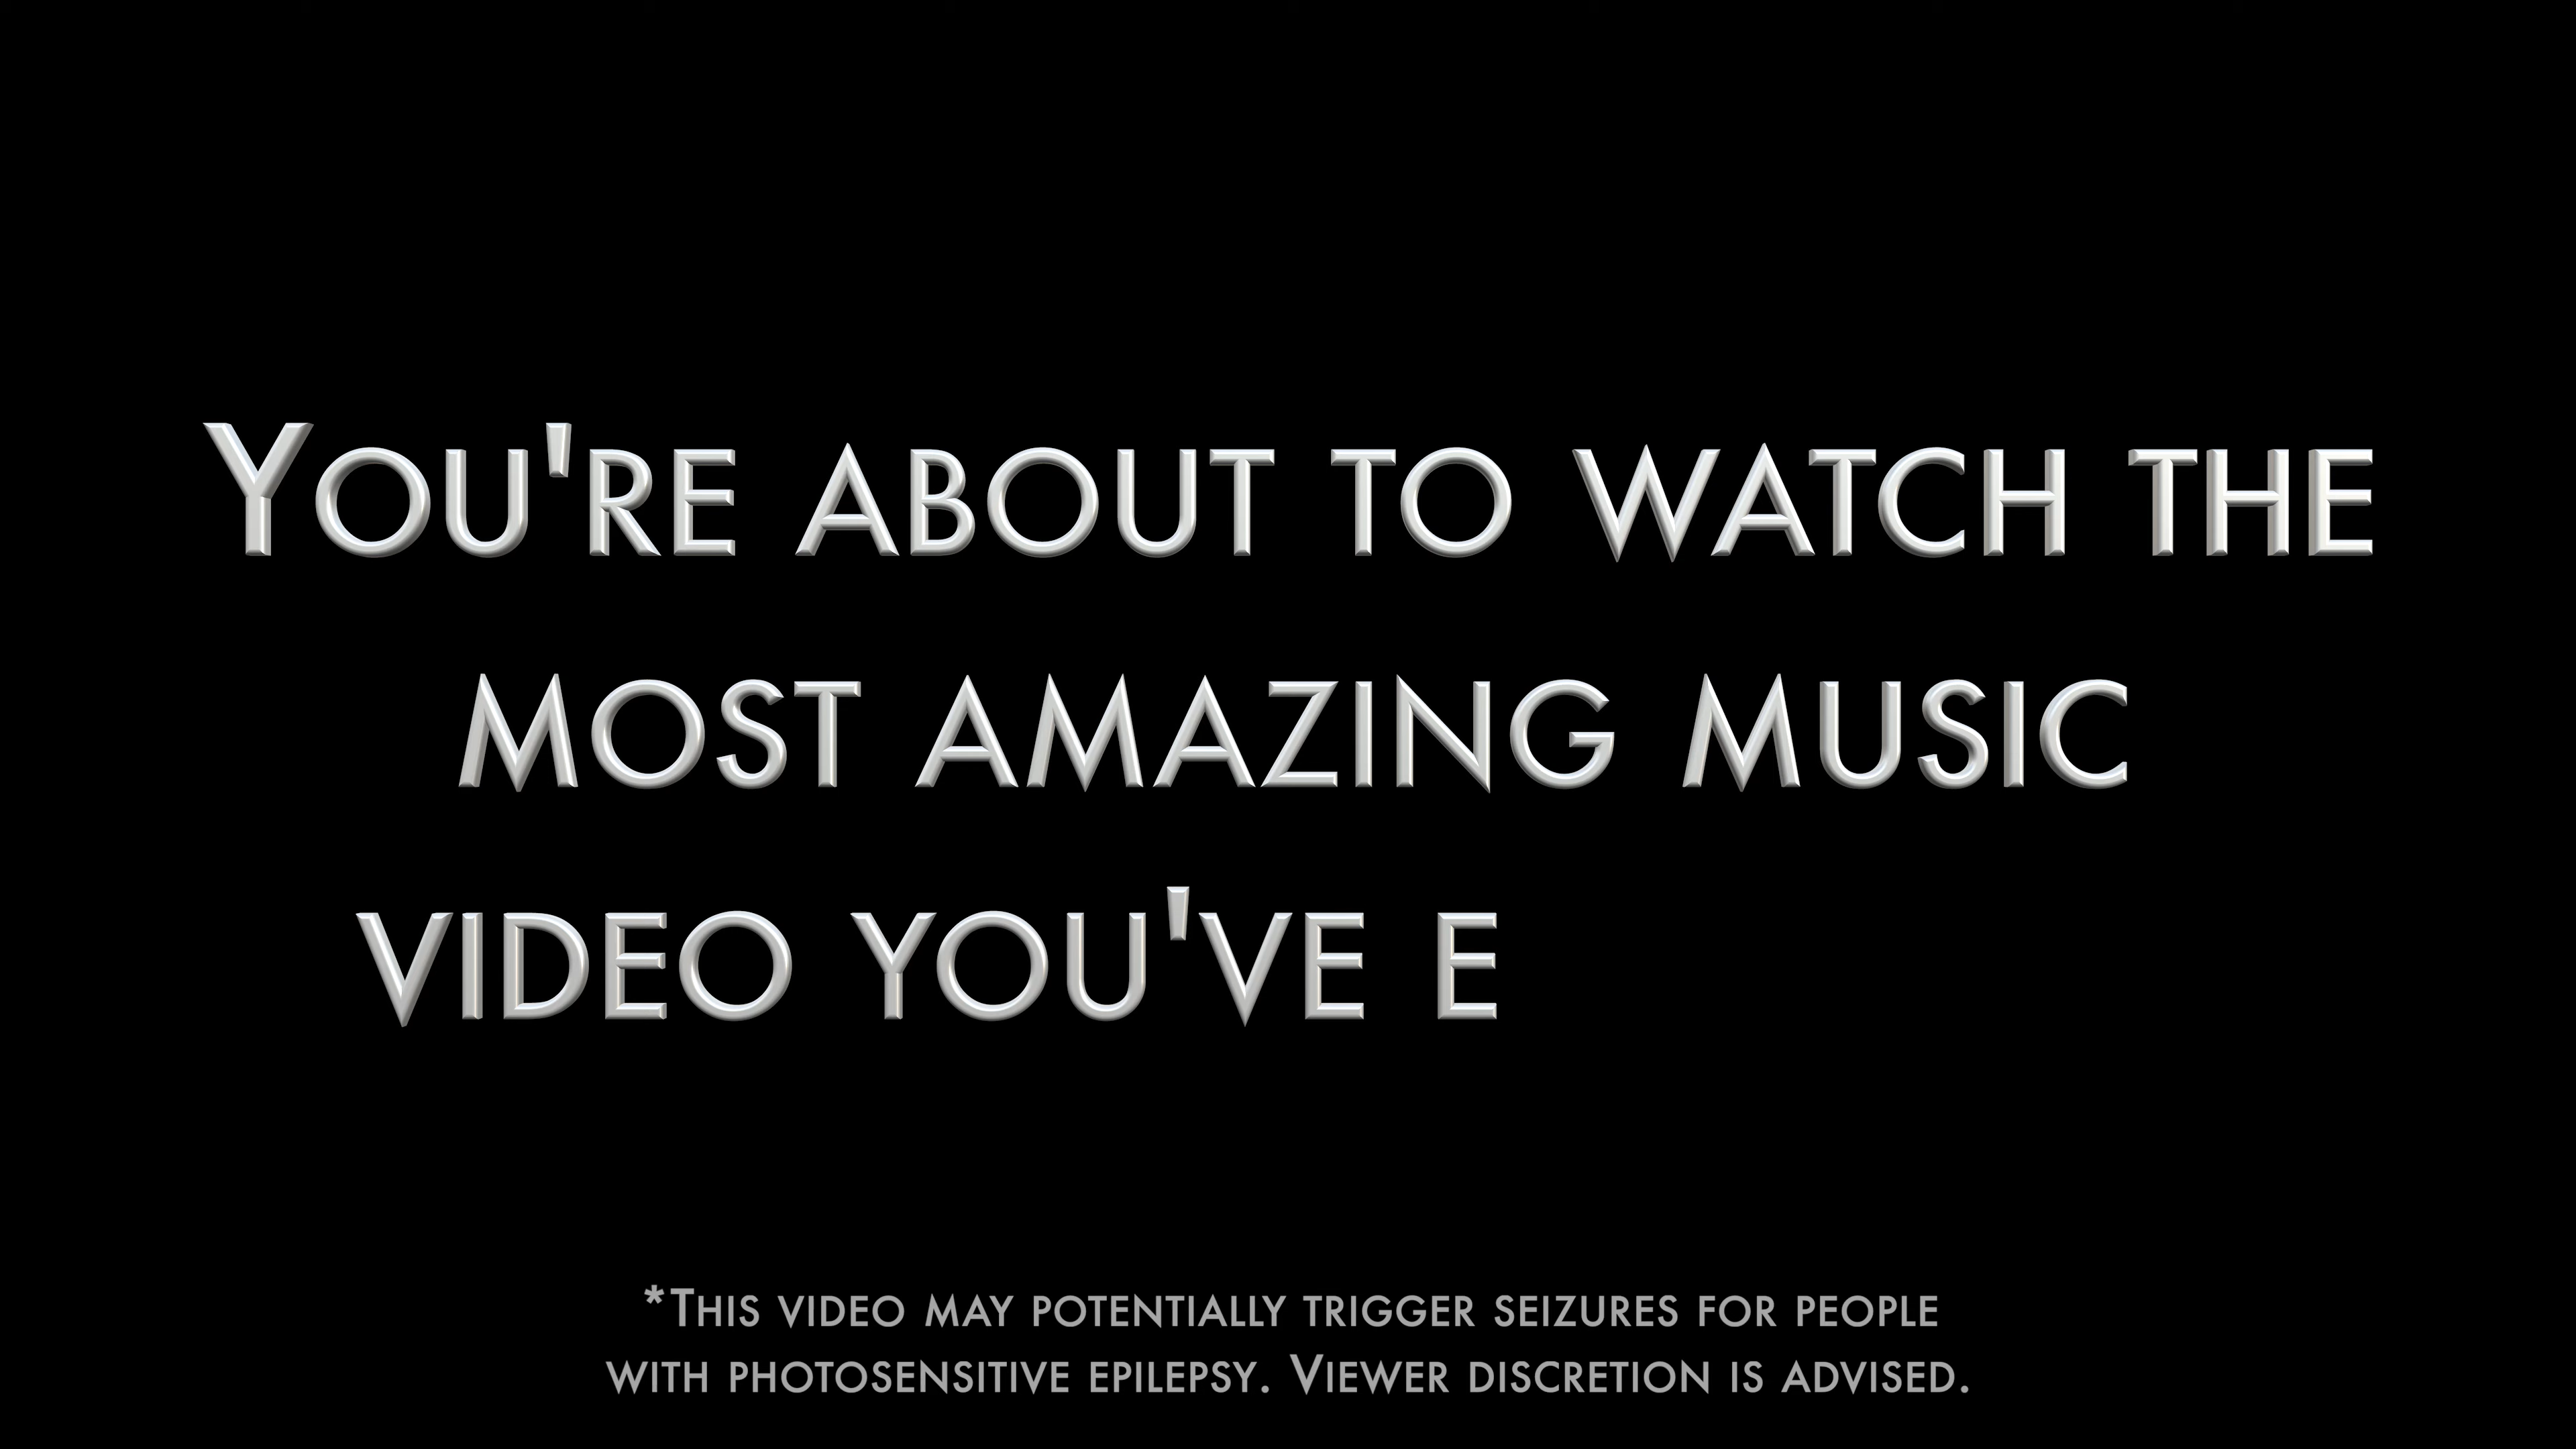 You're about to watch the
most amazing music
video you've e
*This video may potentially trigger seizures for people
with photosensitive epilepsy. Viewer discretion is advised.